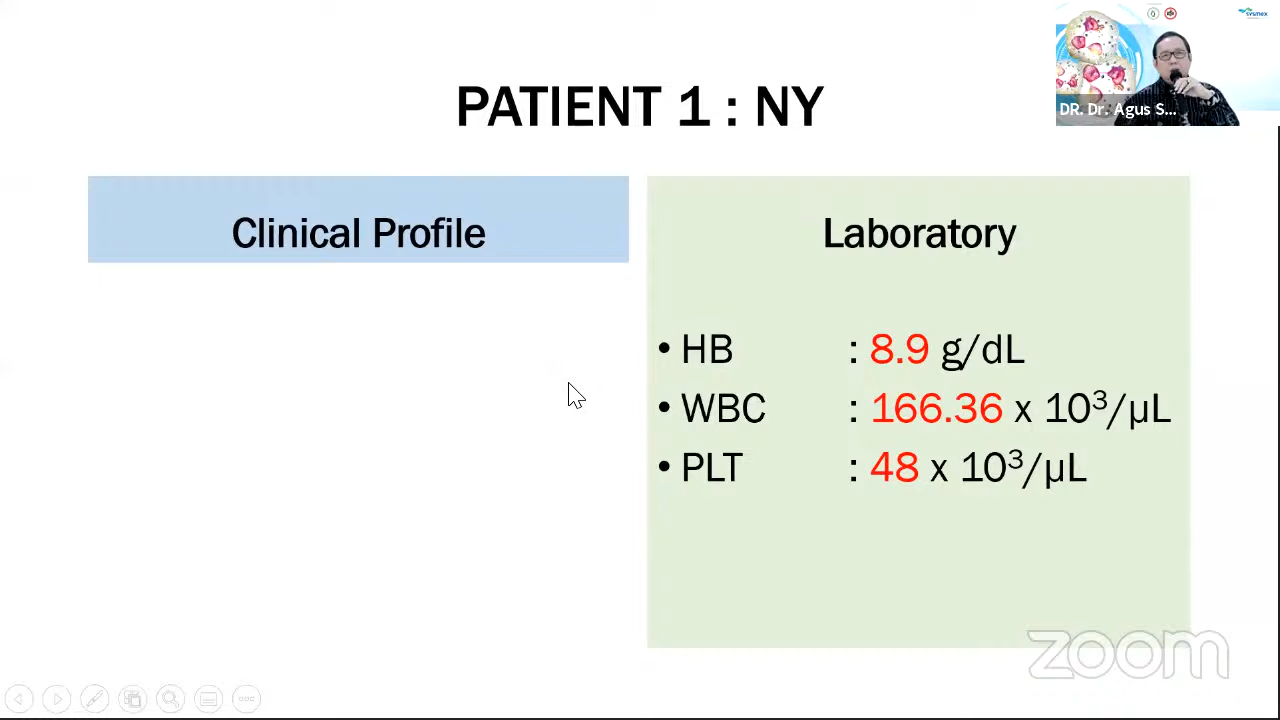 SYSMEX
PATIENT 1 : NY
DR. Dr. Agus S...
Clinical Profile
Laboratory
• HB : 8.9 g/dL
• WBC : 166.36 x 10³/µL
• PLT : 48 x 10³/µL
zoom